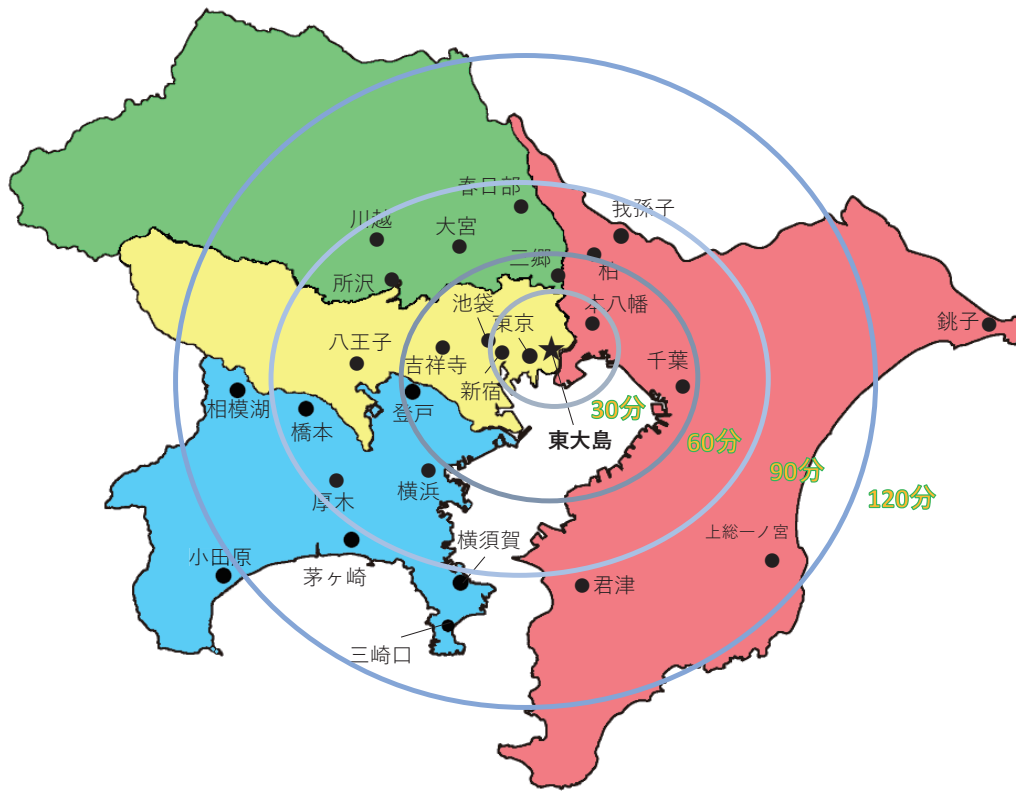 春日部
我孫子
川越
大宮
三郷
柏
所沢
池袋
東京
本八幡
銚子
八王子
吉祥寺
千葉
新宿
相模湖
橋本
登戸
30分
東大島
60分
90分
120分
厚木
横浜
上総一ノ宮
横須賀
小田原
茅ヶ崎
君津
三崎口